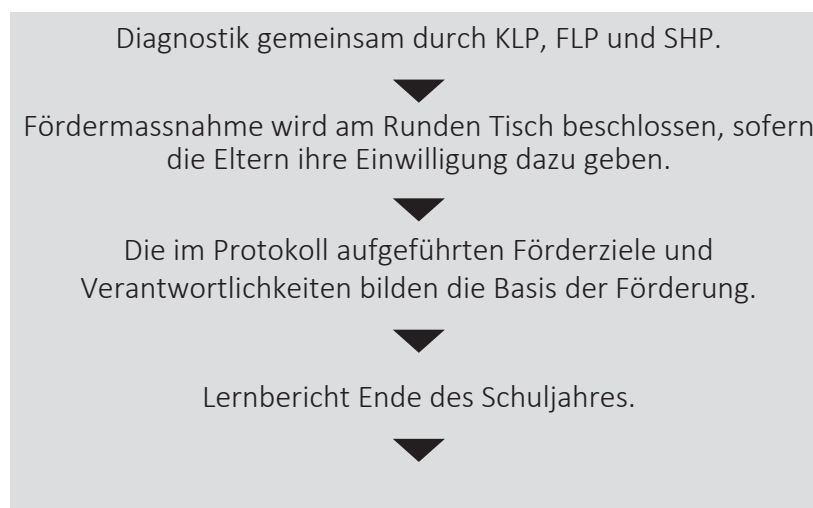 Diagnostik gemeinsam durch KLP, FLP und SHP.
Fördermassnahme wird am Runden Tisch beschlossen, sofern
die Eltern ihre Einwilligung dazu geben.
Die im Protokoll aufgeführten Förderziele und
Verantwortlichkeiten bilden die Basis der Förderung.
Lernbericht Ende des Schuljahres.